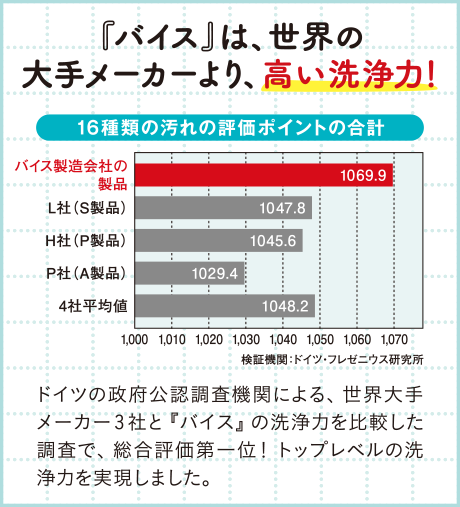 『バイス』は、世界の
大手メーカーより、高い洗浄力!
16種類の汚れの評価ポイントの合計
バイス製造会社の
製品
1069.9
L社(S製品)
1047.8
H社(P製品)
1045.6
P社(A製品)
1029.4
4社平均値
1048.2
1,000 1,010 1,020 1,030 1,040 1,050 1,060 1,070
検証機関:ドイツ・フレゼニウス研究所
ドイツの政府公認調査機関による、世界大手
メーカー3社と『バイス』の洗浄力を比較した
調査で、総合評価第一位! トップレベルの洗
浄力を実現しました。